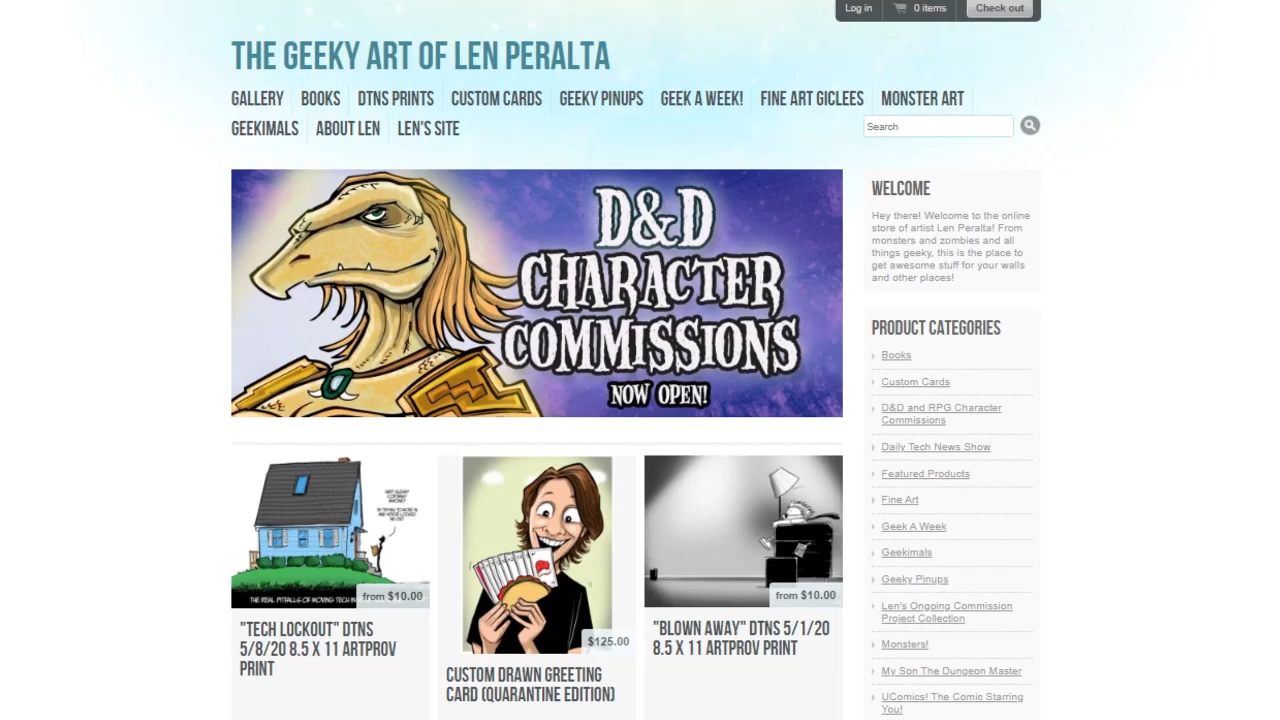 Log in
0 items
Check out
THE GEEKY ART OF LEN PERALTA
GALLERY
BOOKS
DTNS PRINTS
CUSTOM CARDS
GEEKY PINUPS
GEEK A WEEK!
FINE ART GICLEES
MONSTER ART
GEEKIMALS
ABOUT LEN
LEN'S SITE
Search
D&D
CHARACTER
COMMISSIONS
NOW OPEN!
WELCOME
Hey there! Welcome to the online
store of artist Len Peralta! From
monsters and zombies and all
things geeky, this is the place to
get awesome stuff for your walls
and other places!
PRODUCT CATEGORIES
Books
Custom Cards
D&D and RPG Character
Commissions
Daily Tech News Show
Featured Products
Fine Art
Geek A Week
Geekimals
Geeky Pinups
Len's Ongoing Commission
Project Collection
Monsters!
My Son The Dungeon Master
UComics! The Comic Starring
You!
THE REAL PITFALLS OF MOVING TECH IN
from $10.00
"TECH LOCKOUT" DTNS
5/8/20 8.5 X 11 ARTPROV
PRINT
$125.00
CUSTOM DRAWN GREETING
CARD (QUARANTINE EDITION)
from $10.00
"BLOWN AWAY" DTNS 5/1/20
8.5 X 11 ARTPROV PRINT